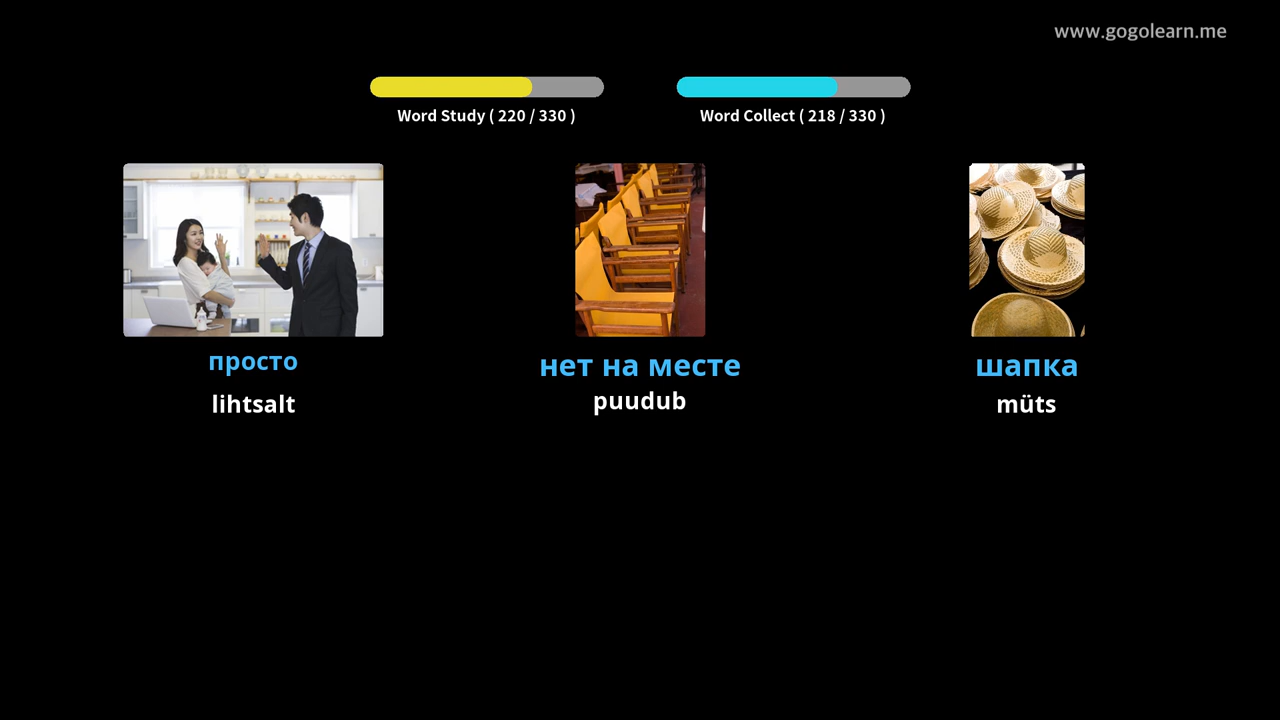 www.gogolearn.me
Word Study ( 220 / 330 )
Word Collect ( 218 / 330 )
просто
lihtsalt
нет на месте
puudub
шапка
müts